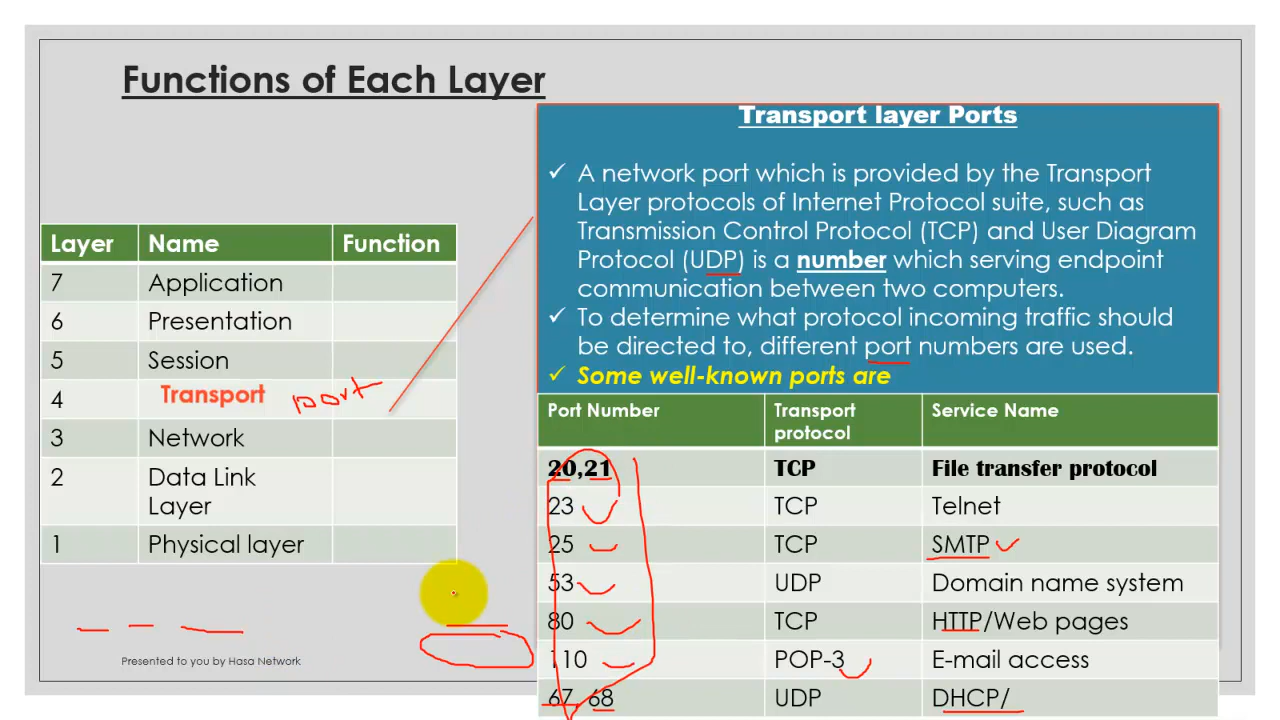 Functions of Each Layer
Layer Name Function
7 Application
6 Presentation
5 Session
4 Transport port
3 Network
2 Data Link
Layer
1 Physical layer
Presented to you by Hasa Network
Transport layer Ports
✓ A network port which is provided by the Transport
Layer protocols of Internet Protocol suite, such as
Transmission Control Protocol (TCP) and User Diagram
Protocol (UDP) is a number which serving endpoint
communication between two computers.
✓ To determine what protocol incoming traffic should
be directed to, different port numbers are used.
✓ Some well-known ports are
Port Number Transport Service Name
protocol
20,21 TCP File transfer protocol
23 TCP Telnet
25 TCP SMTP
53 UDP Domain name system
80 TCP HTTP/Web pages
110 POP-3 E-mail access
67 68 UDP DHCP/